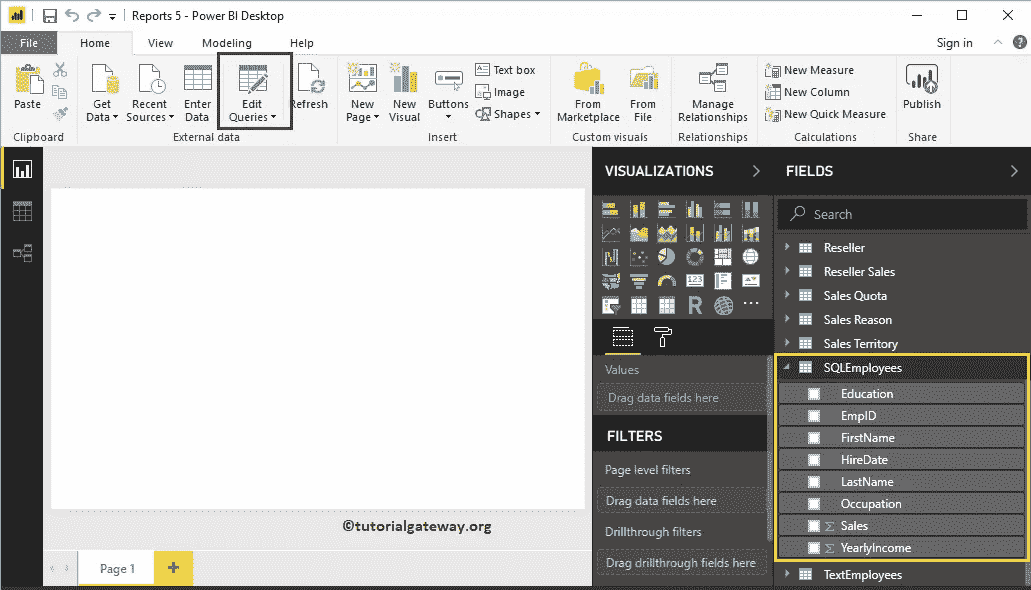 Reports 5 - Power BI Desktop
File Home View Modeling Help Sign in
Paste
Get Data
Recent Sources
Enter Data
Edit Queries
Refresh
New Page
New Visual
Buttons
Text box
Image
Shapes
From Marketplace
From File
Manage Relationships
New Measure
New Column
New Quick Measure
Publish
Clipboard External data Insert Custom visuals Relationships Calculations Share
VISUALIZATIONS
123
R
Values
Drag data fields here
FILTERS
Page level filters
Drag data fields here
Drillthrough filters
Drag drillthrough fields here
FIELDS
Search
Reseller
Reseller Sales
Sales Quota
Sales Reason
Sales Territory
SQLEmployees
Education
EmpID
FirstName
HireDate
LastName
Occupation
Σ Sales
Σ YearlyIncome
TextEmployees
©tutorialgateway.org
Page 1 +